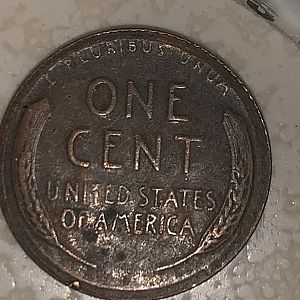 E PLURIBUS UNUM
ONE
CENT
UNITED STATES
OF AMERICA